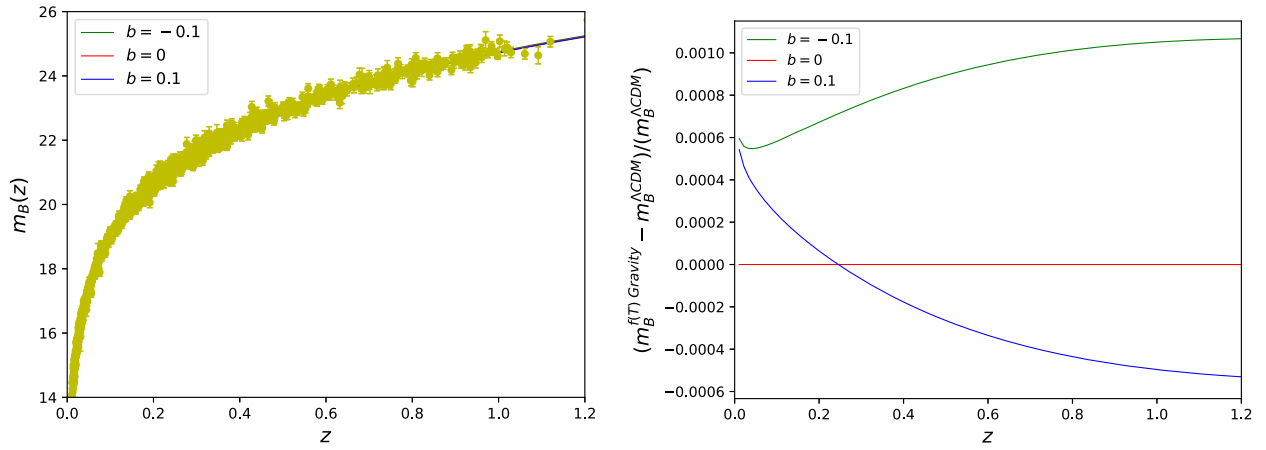 b = −0.1
b = 0
b = 0.1
m_B(z)
26
24
22
20
18
16
14
0.0 0.2 0.4 0.6 0.8 1.0 1.2
z
b = −0.1
b = 0
b = 0.1
(m_B^{f(T) Gravity} − m_B^{ΛCDM})/(m_B^{ΛCDM})
0.0010
0.0008
0.0006
0.0004
0.0002
0.0000
−0.0002
−0.0004
−0.0006
0.0 0.2 0.4 0.6 0.8 1.0 1.2
z